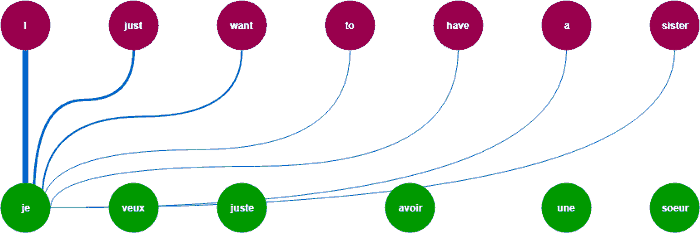 I just want to have a sister
je veux juste avoir une soeur